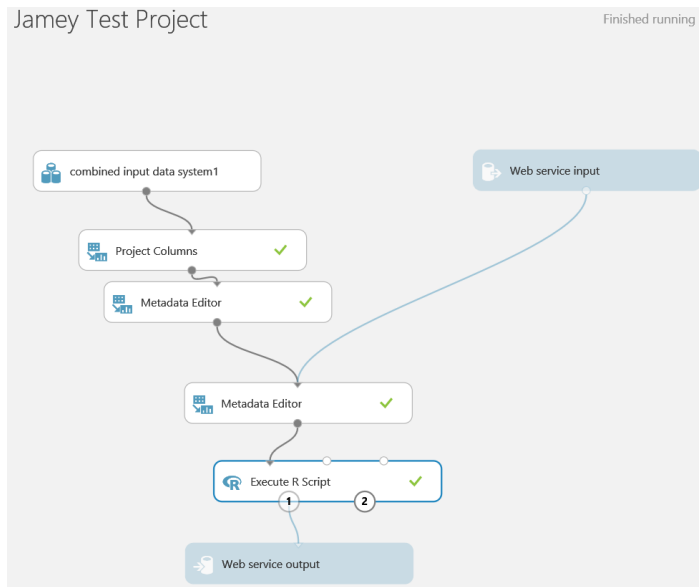 Jamey Test Project
Finished running
combined input data system1
Web service input
Project Columns
Metadata Editor
Metadata Editor
R Execute R Script
1 2
Web service output